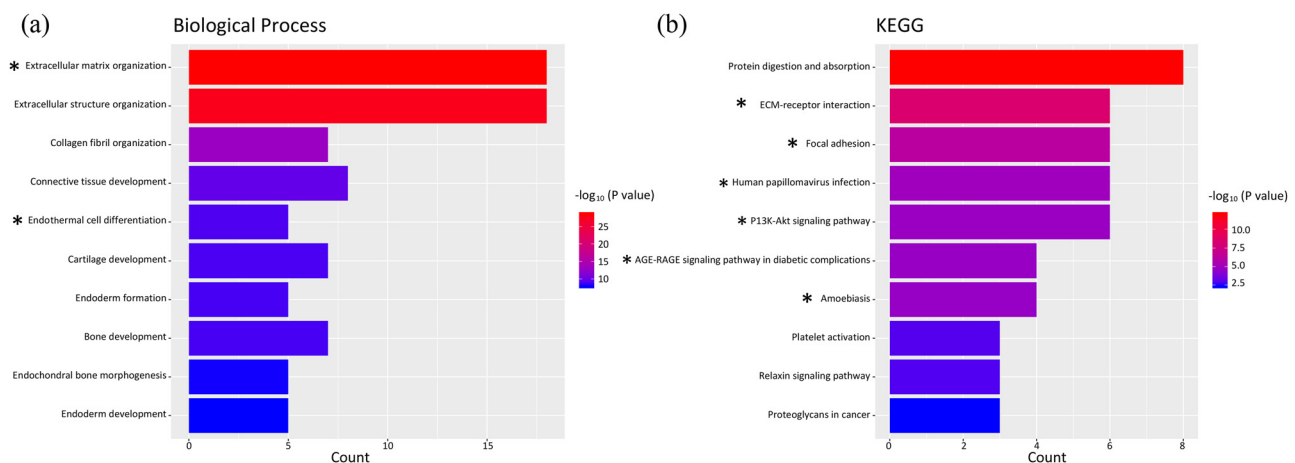 (a)
Biological Process
* Extracellular matrix organization
Extracellular structure organization
Collagen fibril organization
Connective tissue development
* Endothermal cell differentiation
Cartilage development
Endoderm formation
Bone development
Endochondral bone morphogenesis
Endoderm development
0 5 10 15
Count
-log₁₀ (P value)
25
20
15
10
(b)
KEGG
Protein digestion and absorption
* ECM-receptor interaction
* Focal adhesion
* Human papillomavirus infection
* P13K-Akt signaling pathway
* AGE-RAGE signaling pathway in diabetic complications
* Amoebiasis
Platelet activation
Relaxin signaling pathway
Proteoglycans in cancer
0 2 4 6 8
Count
-log₁₀ (P value)
10.0
7.5
5.0
2.5